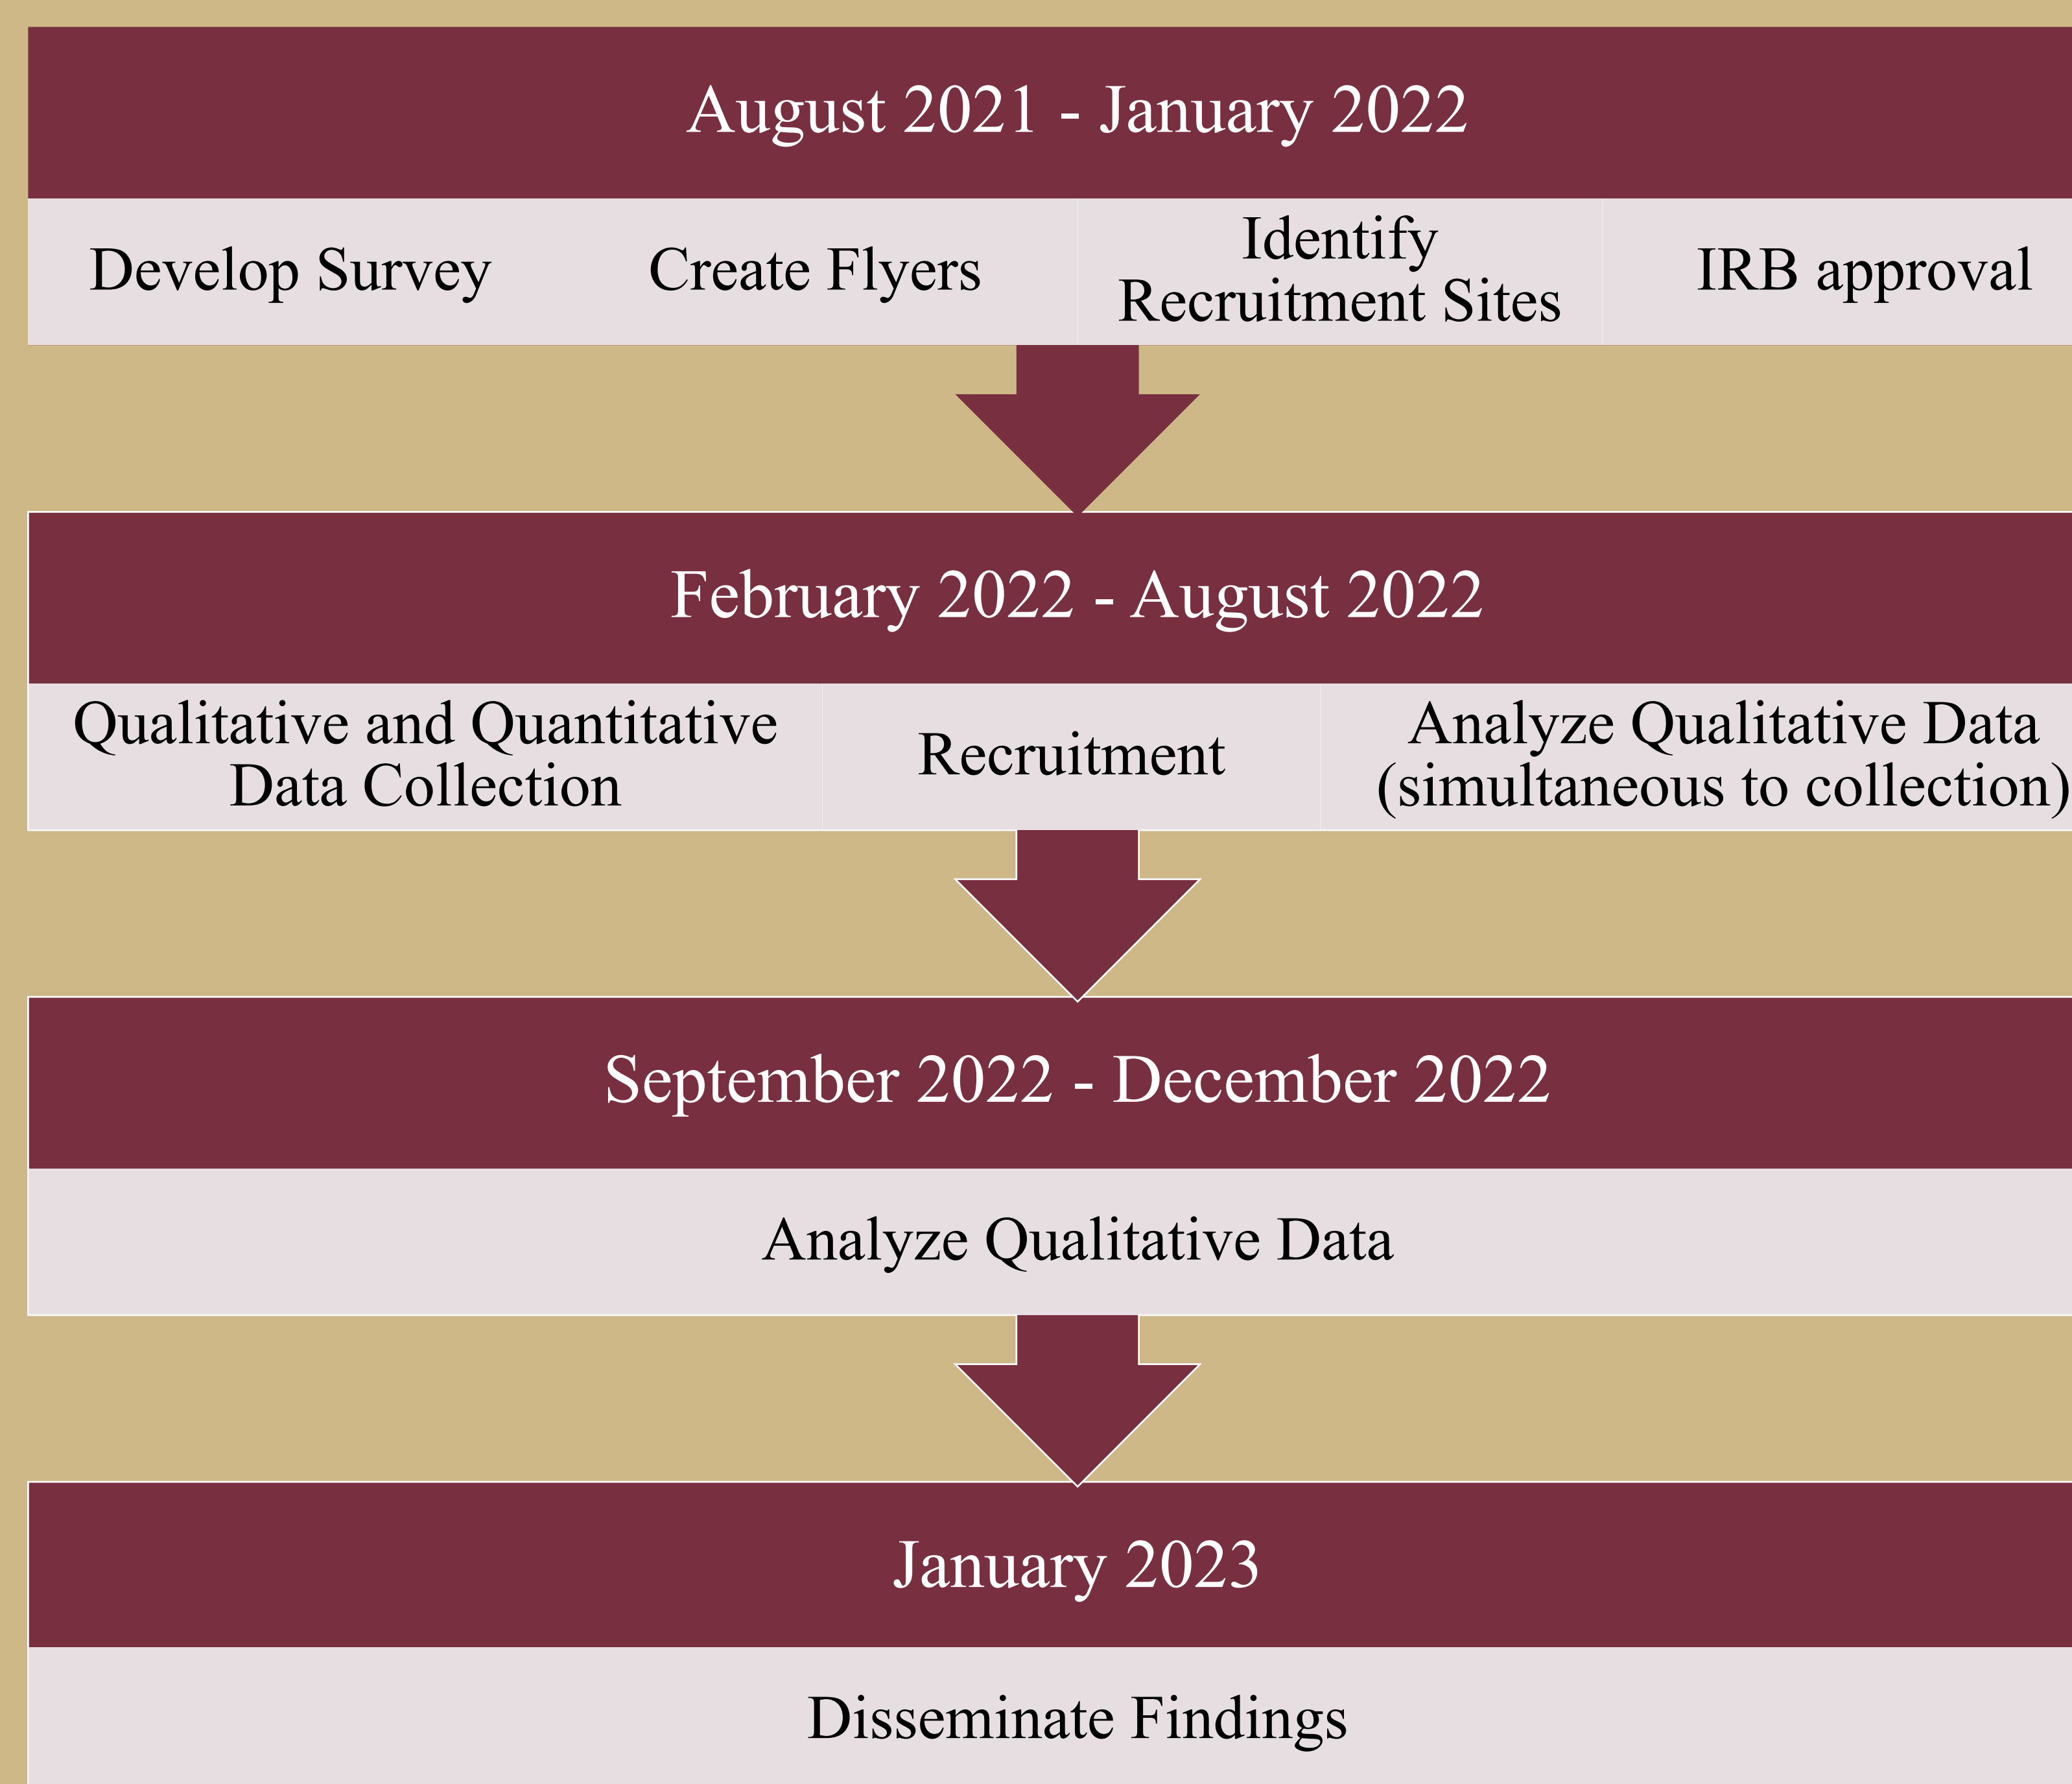 August 2021 - January 2022
Develop Survey
Create Flyers
Identify
Recruitment Sites
IRB approval
February 2022 - August 2022
Qualitative and Quantitative
Data Collection
Recruitment
Analyze Qualitative Data
(simultaneous to collection)
September 2022 - December 2022
Analyze Qualitative Data
January 2023
Disseminate Findings